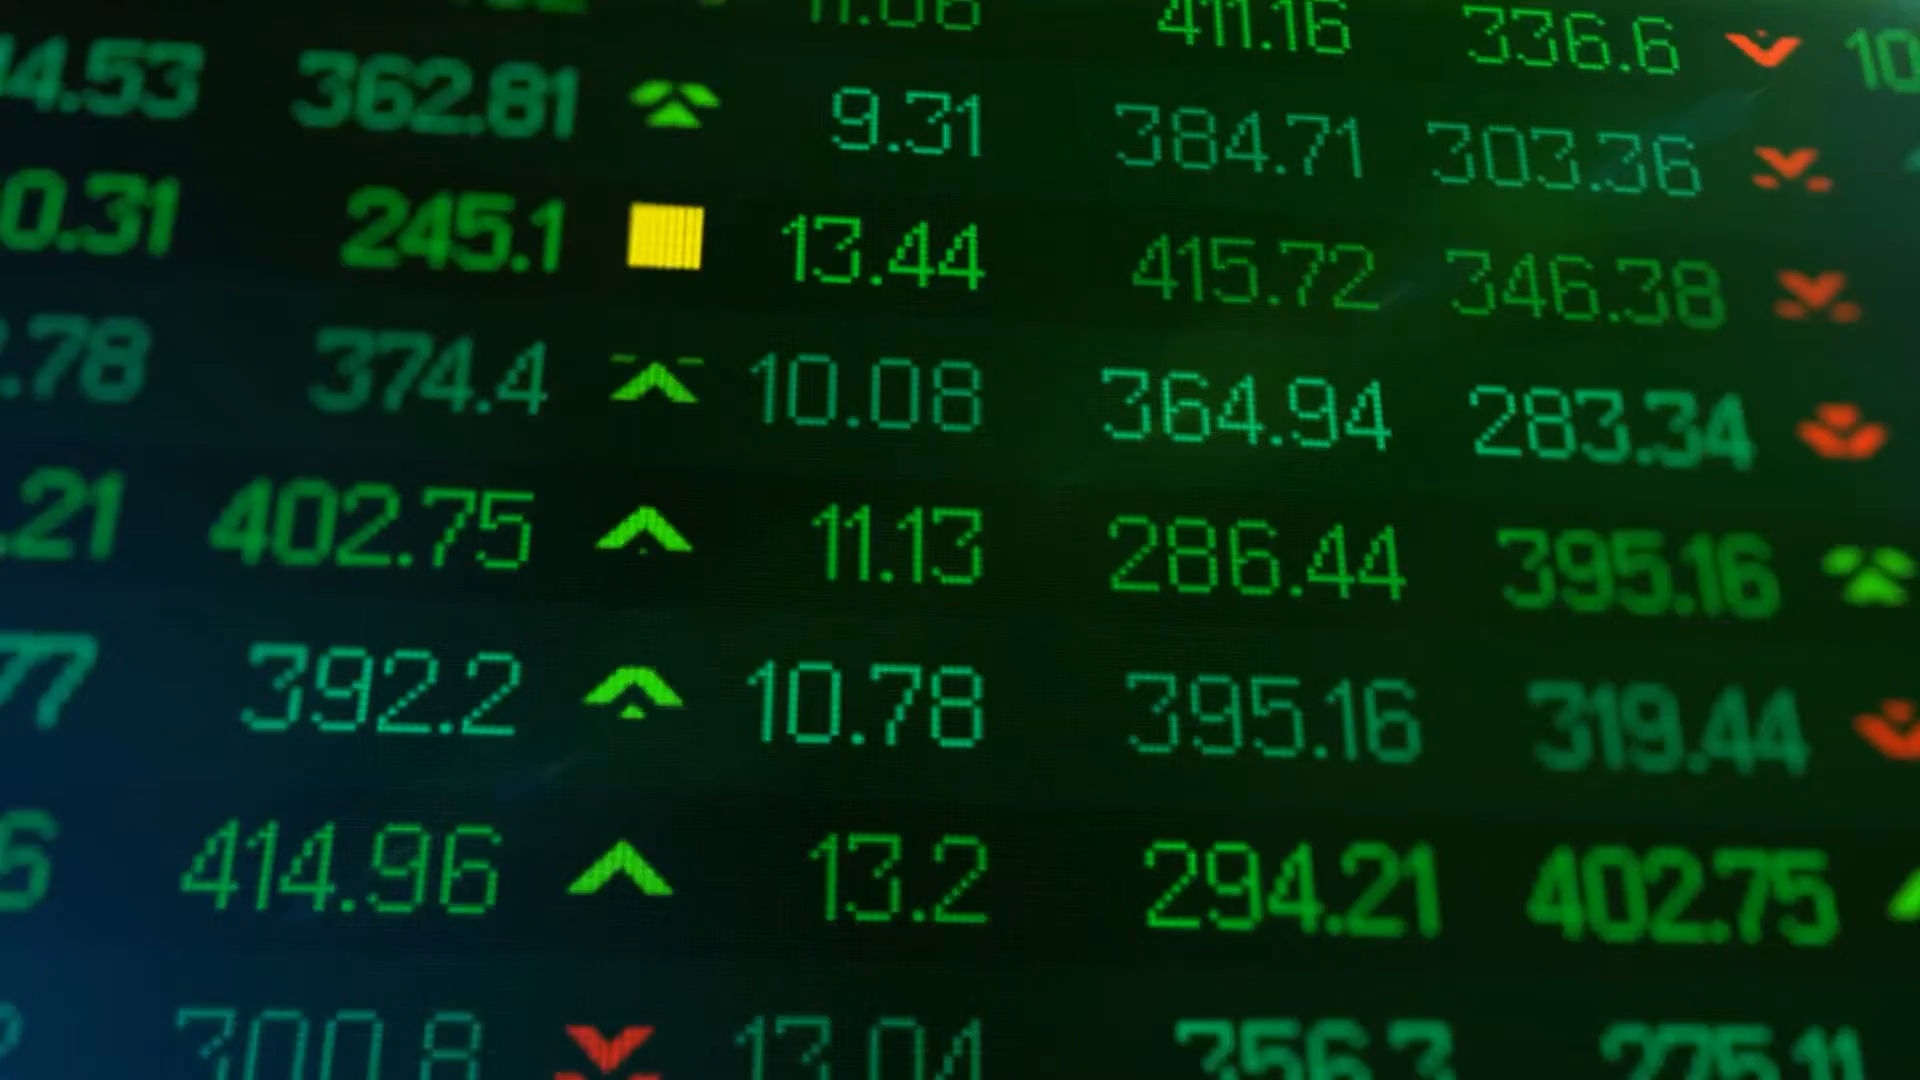 11.06 411.16 336.6 10
4.53 362.81 9.31 384.71 303.36
0.31 245.1 13.44 415.72 346.38
.78 374.4 10.08 364.94 283.34
.21 402.75 11.13 286.44 395.16
77 392.2 10.78 395.16 319.44
6 414.96 13.2 294.21 402.75
300.8 13.04 356.3 275.11